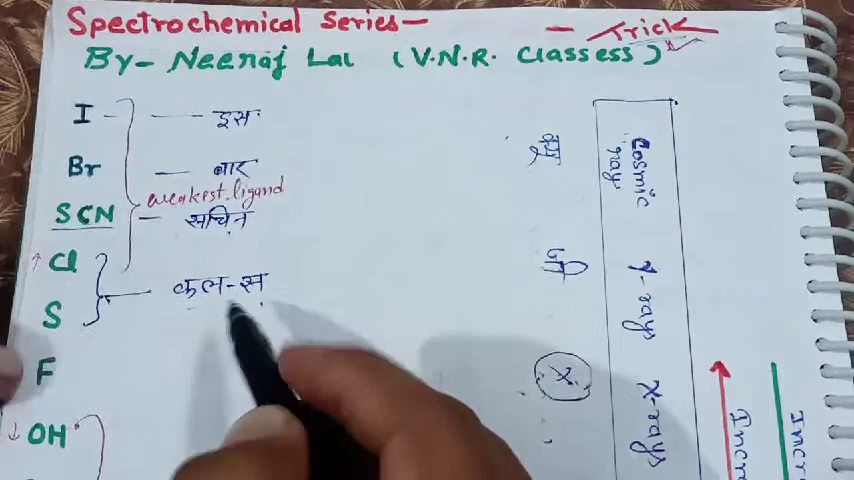 Spectrochemical Series - - Trick
By- Neeraj Lal (V.N.R. Classess)
I - इस
Br - बार
weakest ligand
SCN - सचिन
Cl
कल-स
S
F
OH
Cosmic ray
γ-rays
X
X-rays